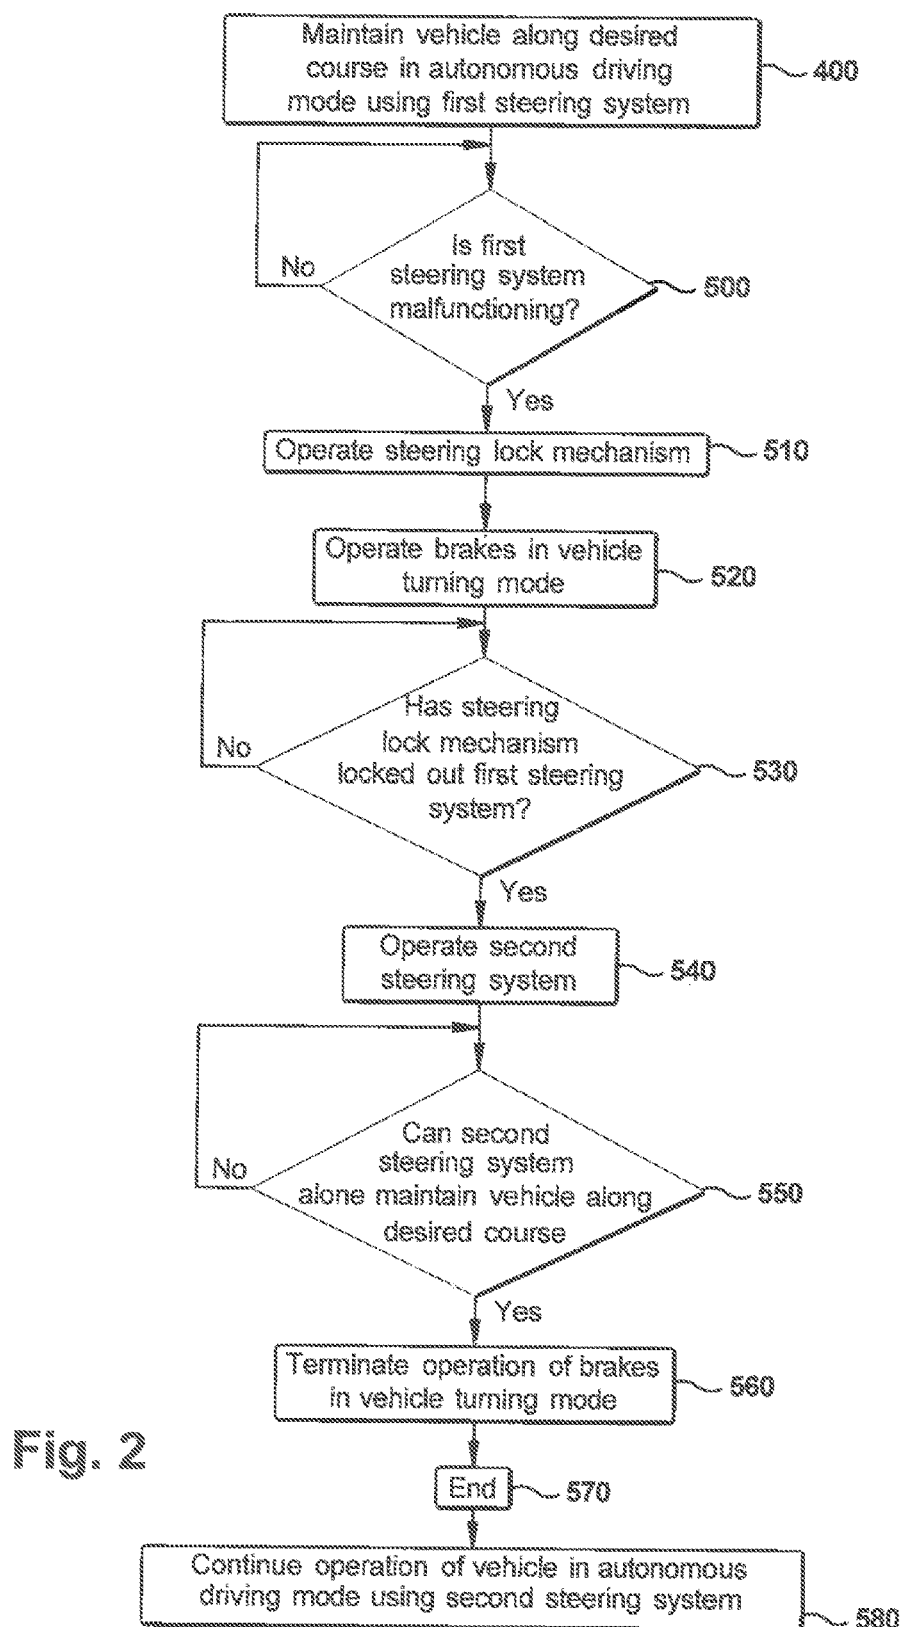 Maintain vehicle along desired
course in autonomous driving
mode using first steering system
400
Is first
steering system
malfunctioning?
500
No
Yes
Operate steering lock mechanism
510
Operate brakes in vehicle
turning mode
520
Has steering
lock mechanism
locked out first steering
system?
530
No
Yes
Operate second
steering system
540
Can second
steering system
alone maintain vehicle along
desired course
550
No
Yes
Terminate operation of brakes
in vehicle turning mode
560
Fig. 2
End
570
Continue operation of vehicle in autonomous
driving mode using second steering system
580